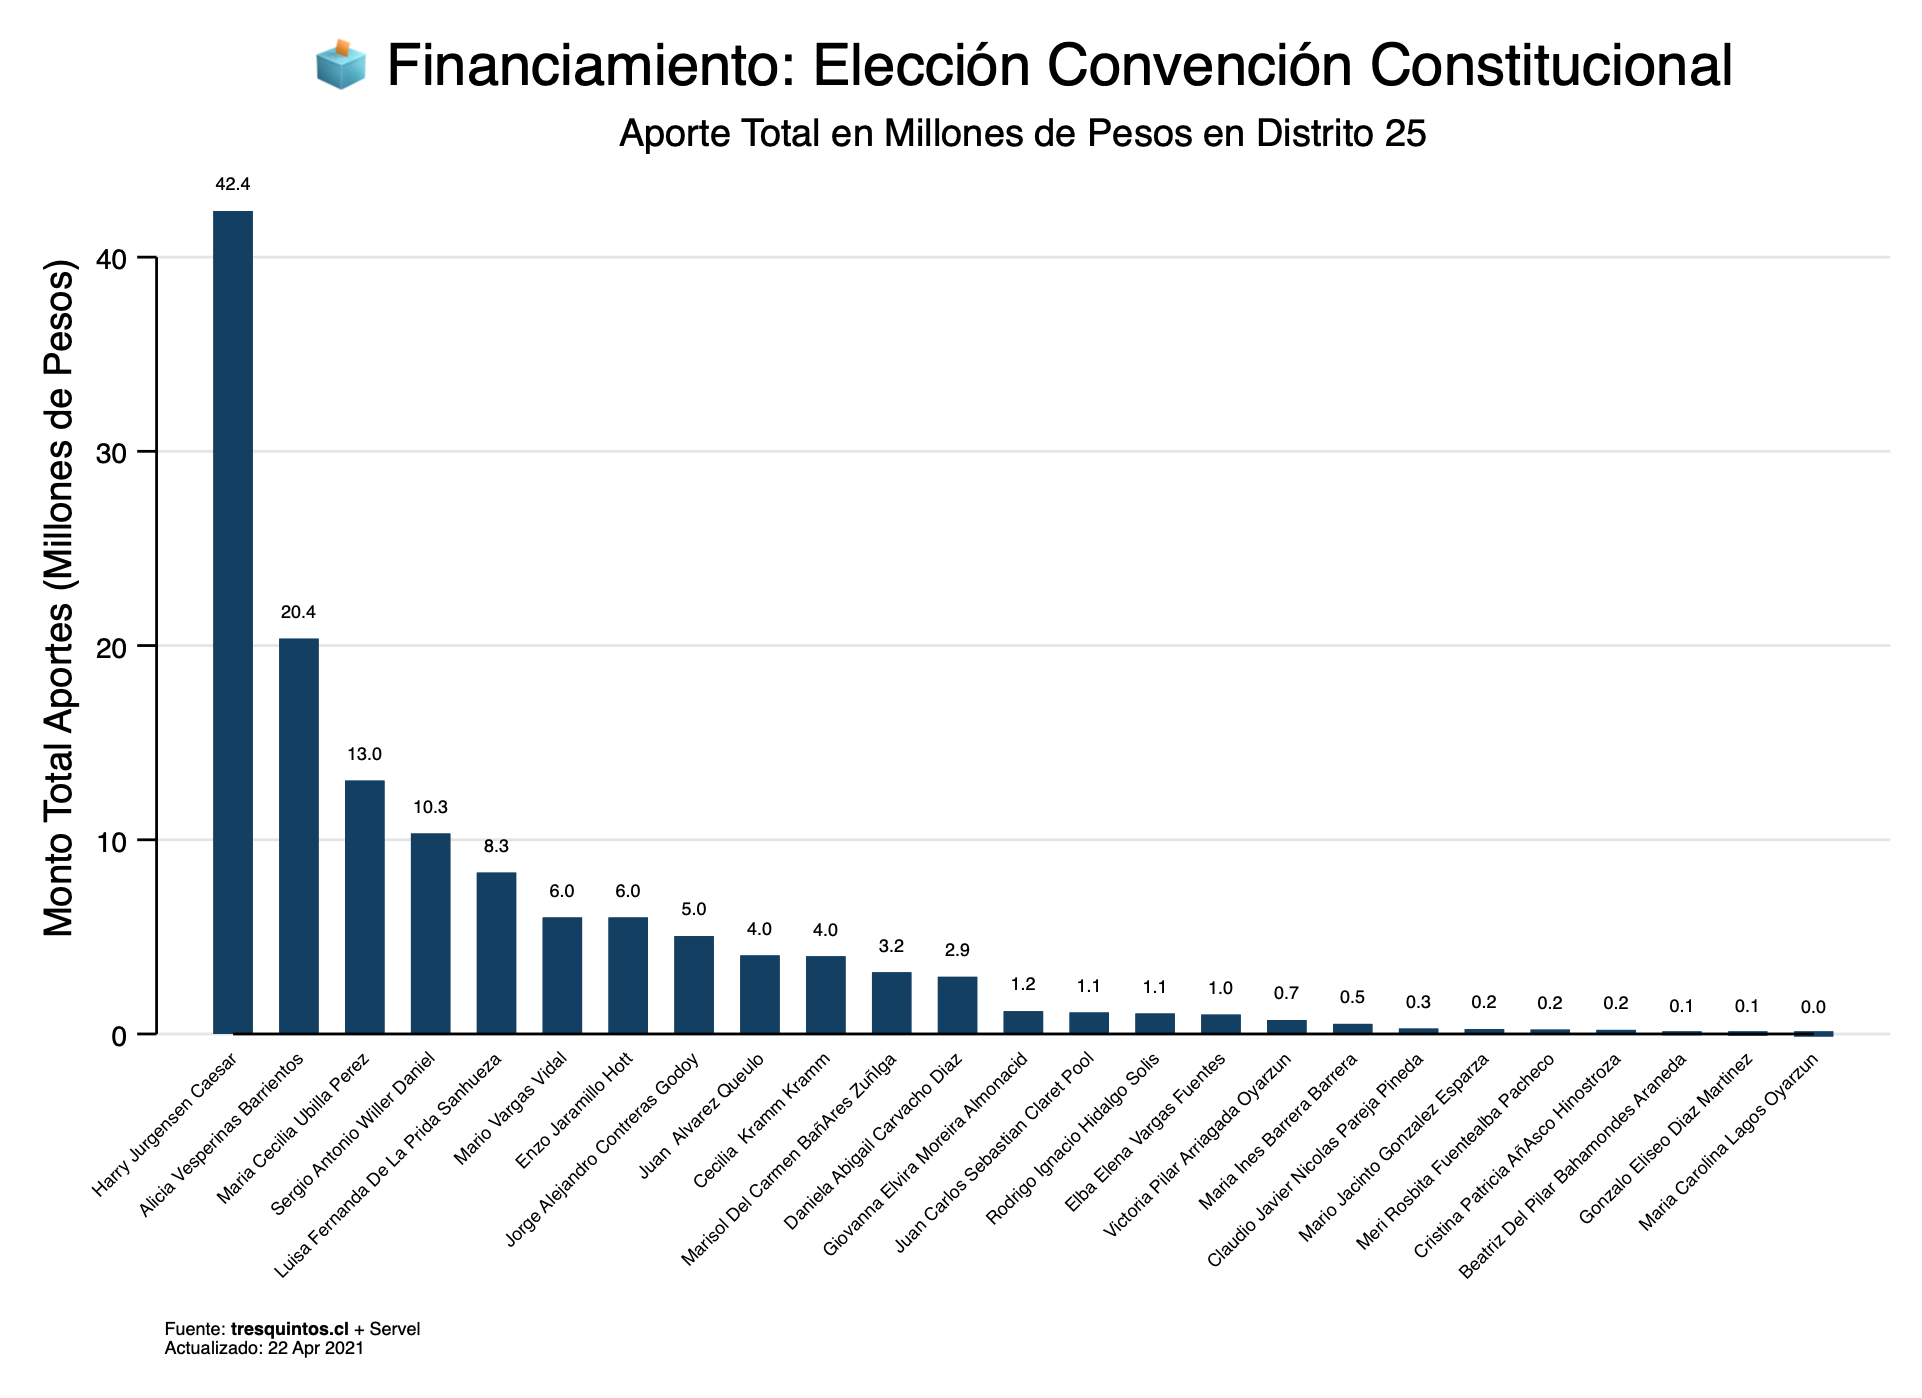 Financiamiento: Elección Convención Constitucional
Aporte Total en Millones de Pesos en Distrito 25
Monto Total Aportes (Millones de Pesos)
40
30
20
10
0
42.4
20.4
13.0
10.3
8.3
6.0
6.0
5.0
4.0
4.0
3.2
2.9
1.2
1.1
1.1
1.0
0.7
0.5
0.3
0.2
0.2
0.2
0.1
0.1
0.0
Harry Jurgensen Caesar
Alicia Vesperinas Barrientos
Maria Cecilia Ubilla Perez
Sergio Antonio Willer Daniel
Luisa Fernanda De La Prida Sanhueza
Mario Vargas Vidal
Enzo Jaramillo Hott
Jorge Alejandro Contreras Godoy
Juan Alvarez Queulo
Cecilia Kramm Kramm
Marisol Del Carmen BañAres ZuñIga
Daniela Abigail Carvacho Diaz
Giovanna Elvira Moreira Almonacid
Juan Carlos Sebastian Claret Pool
Rodrigo Ignacio Hidalgo Solis
Elba Elena Vargas Fuentes
Victoria Pilar Arriagada Oyarzun
Maria Ines Barrera Barrera
Claudio Javier Nicolas Pareja Pineda
Mario Jacinto Gonzalez Esparza
Meri Rosbita Fuentealba Pacheco
Cristina Patricia AñAsco Hinostroza
Beatriz Del Pilar Bahamondes Araneda
Gonzalo Eliseo Diaz Martinez
Maria Carolina Lagos Oyarzun
Fuente: tresquintos.cl + Servel
Actualizado: 22 Apr 2021